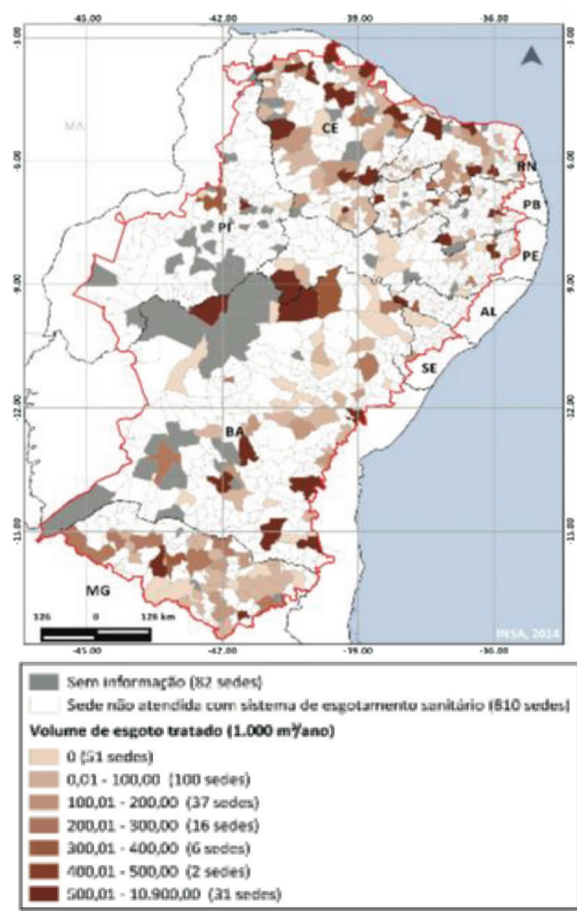 -45.00 -42.00 -39.00 -36.00
-3.00 -3.00
MA
CE
-6.00 -6.00
RN
PB
PI
PE
-9.00 -9.00
AL
SE
-12.00 -12.00
BA
-15.00 -15.00
MG
126 0 126 km
INSA, 2014
-45.00 -42.00 -39.00 -36.00
Sem informação (82 sedes)
Sede não atendida com sistema de esgotamento sanitário (810 sedes)
Volume de esgoto tratado (1.000 m³/ano)
0 (51 sedes)
0,01 - 100,00 (100 sedes)
100,01 - 200,00 (37 sedes)
200,01 - 300,00 (16 sedes)
300,01 - 400,00 (6 sedes)
400,01 - 500,00 (2 sedes)
500,01 - 10.900,00 (31 sedes)